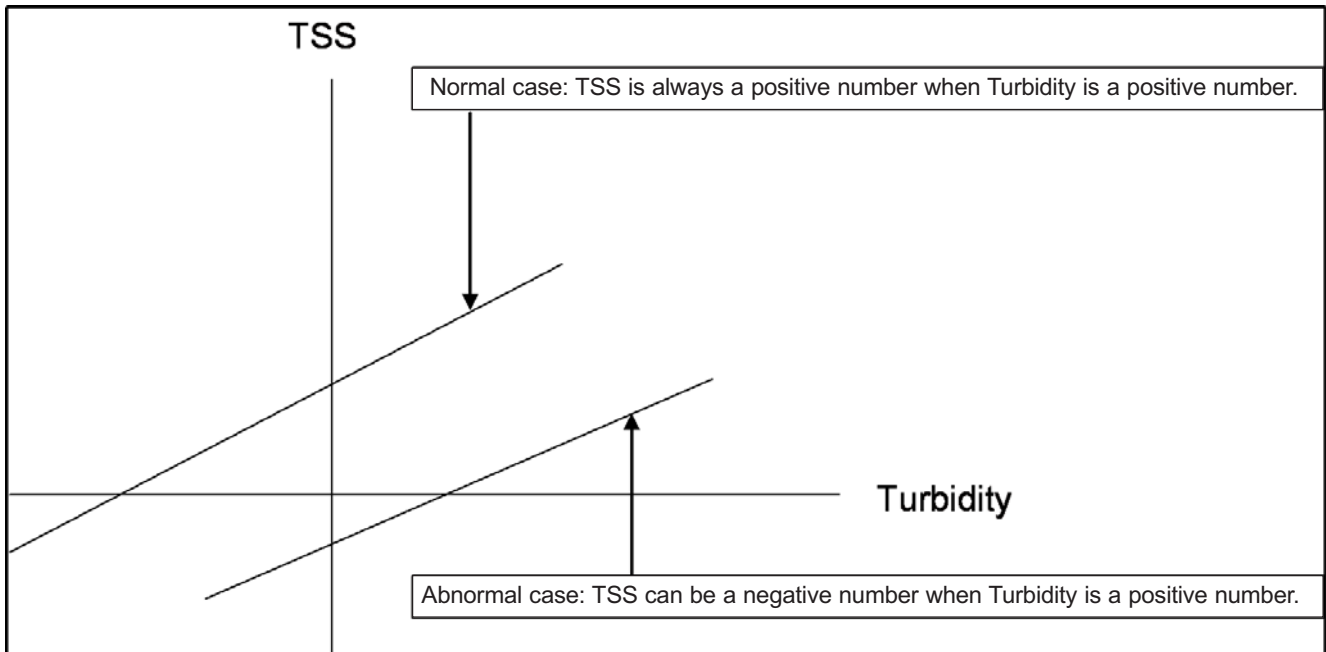 TSS
Normal case: TSS is always a positive number when Turbidity is a positive number.
Turbidity
Abnormal case: TSS can be a negative number when Turbidity is a positive number.